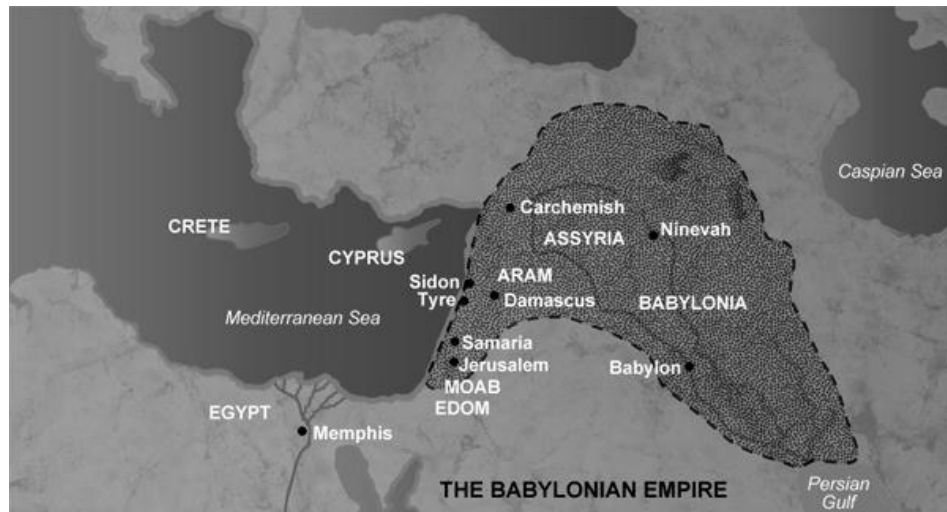 Caspian Sea
Carchemish
CRETE
ASSYRIA
Ninevah
CYPRUS
Sidon
ARAM
Tyre
Damascus
BABYLONIA
Mediterranean Sea
Samaria
Jerusalem
Babylon
MOAB
EDOM
EGYPT
Memphis
THE BABYLONIAN EMPIRE
Persian
Gulf